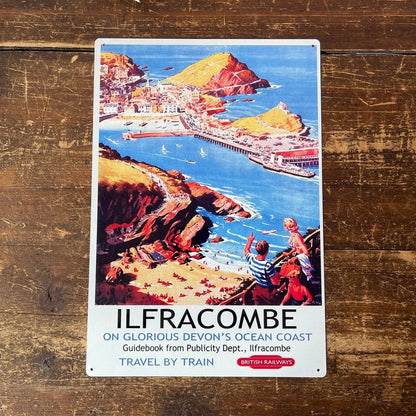 ILFRACOMBE
ON GLORIOUS DEVON'S OCEAN COAST
Guidebook from Publicity Dept., Ilfracombe
TRAVEL BY TRAIN BRITISH RAILWAYS